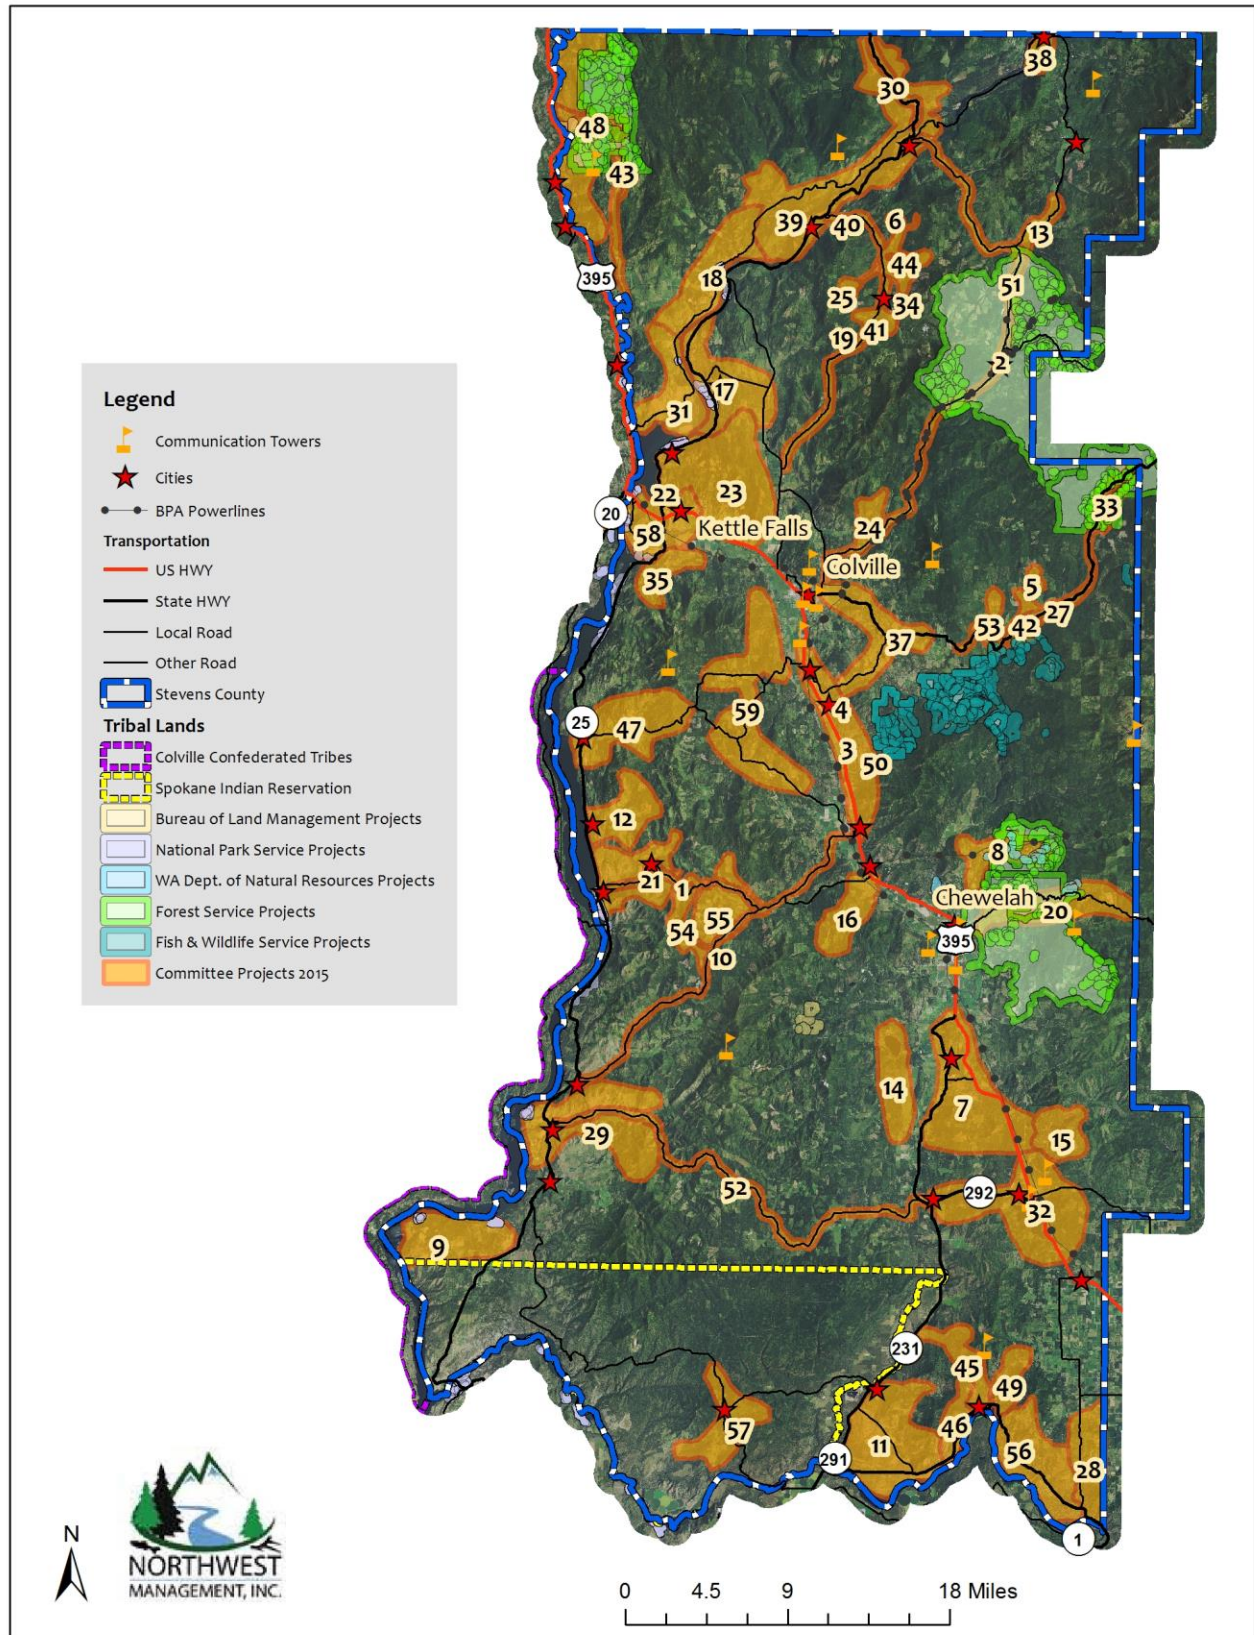 38
30
48
43
39
40
6
13
44
395
18
51
25
34
41
19
2
17
31
Legend
Communication Towers
Cities
BPA Powerlines
Transportation
US HWY
State HWY
Local Road
Other Road
Stevens County
Tribal Lands
Colville Confederated Tribes
Spokane Indian Reservation
Bureau of Land Management Projects
National Park Service Projects
WA Dept. of Natural Resources Projects
Forest Service Projects
Fish & Wildlife Service Projects
Committee Projects 2015
22
23
20
33
58
Kettle Falls
24
35
Colville
5
27
53
42
37
25
47
59
4
3
50
12
8
21
1
Chewelah
55
16
20
54
395
10
14
7
29
15
52
292
32
9
231
45
49
57
46
11
56
291
28
1
N
NORTHWEST
MANAGEMENT, INC.
0 4.5 9 18 Miles